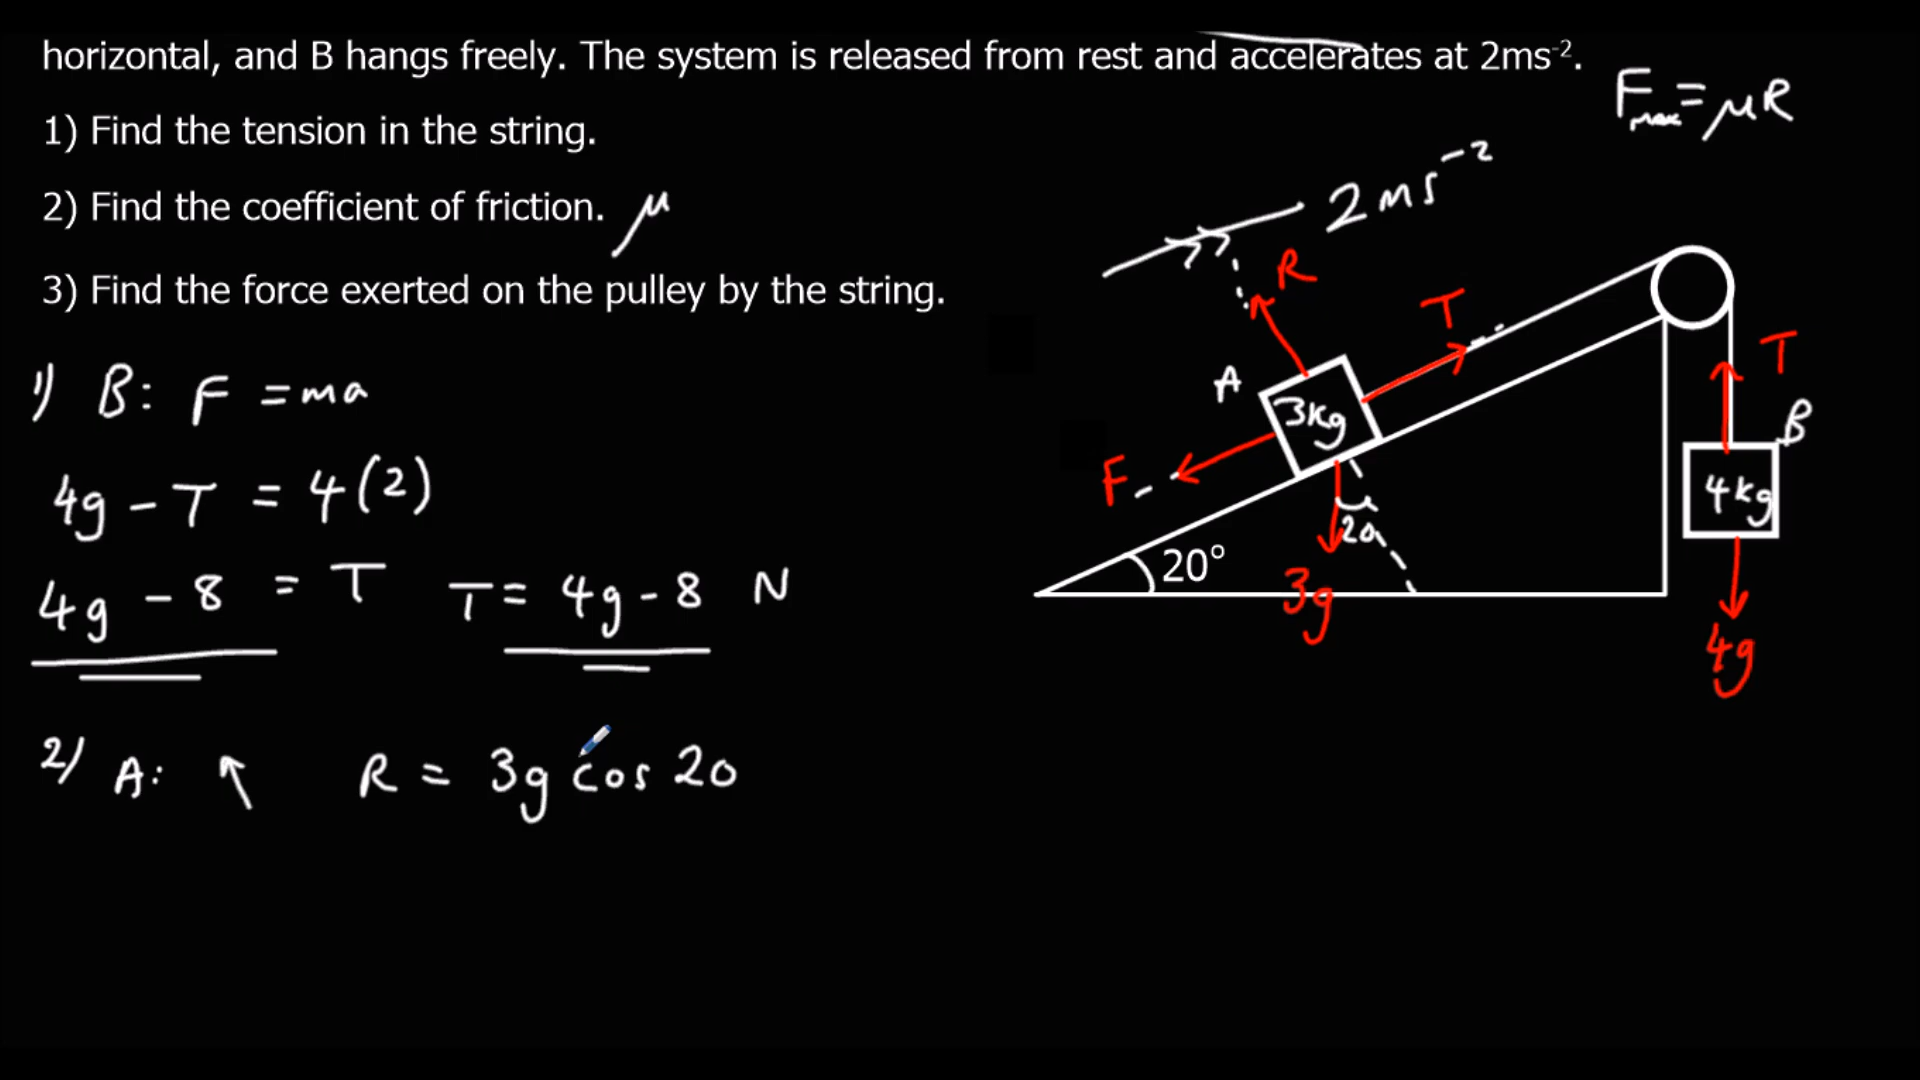 horizontal, and B hangs freely. The system is released from rest and accelerates at 2ms⁻².
F max = μR
1) Find the tension in the string.
2 ms⁻²
2) Find the coefficient of friction. μ
R
3) Find the force exerted on the pulley by the string.
T
T
1) B: F = ma
A
3kg
B
F
4g - T = 4(2)
4kg
20
20°
4g - 8 = T T = 4g - 8 N
3g
4g
2) A: R = 3g cos 20